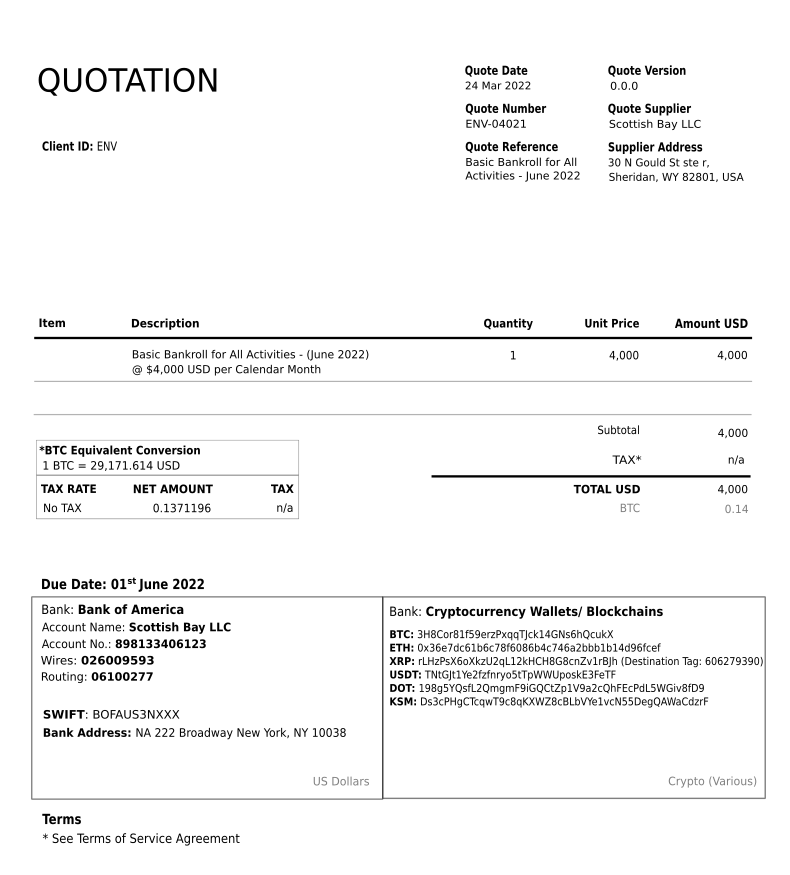 QUOTATION
Client ID: ENV
Quote Date
24 Mar 2022
Quote Version
0.0.0
Quote Number
ENV-04021
Quote Supplier
Scottish Bay LLC
Quote Reference
Basic Bankroll for All
Activities - June 2022
Supplier Address
30 N Gould St ste r,
Sheridan, WY 82801, USA
Item Description Quantity Unit Price Amount USD
Basic Bankroll for All Activities - (June 2022) 1 4,000 4,000
@ $4,000 USD per Calendar Month
Subtotal 4,000
TAX* n/a
TOTAL USD 4,000
BTC 0.14
*BTC Equivalent Conversion
1 BTC = 29,171.614 USD
TAX RATE NET AMOUNT TAX
No TAX 0.1371196 n/a
Due Date: 01st June 2022
Bank: Bank of America
Account Name: Scottish Bay LLC
Account No.: 898133406123
Wires: 026009593
Routing: 06100277
SWIFT: BOFAUS3NXXX
Bank Address: NA 222 Broadway New York, NY 10038
US Dollars
Bank: Cryptocurrency Wallets/ Blockchains
BTC: 3H8Cor81f59erzPxqqTJck14GNs6hQcukX
ETH: 0x36e7dc61b6c78f6086b4c746a2bbb1b14d96fcef
XRP: rLHzPsX6oXkzU2qL12kHCH8G8cnZv1rBJh (Destination Tag: 606279390)
USDT: TNtGJt1Ye2fzfnryo5tTpWWUposkE3FeTF
DOT: 198g5YQsfL2QmgmF9iGQCtZp1V9a2cQhFEcPdL5WGiv8fD9
KSM: Ds3cPHgCTcqwT9c8qKXWZ8cBLbVYe1vcN55DegQAWaCdzrF
Crypto (Various)
Terms
* See Terms of Service Agreement